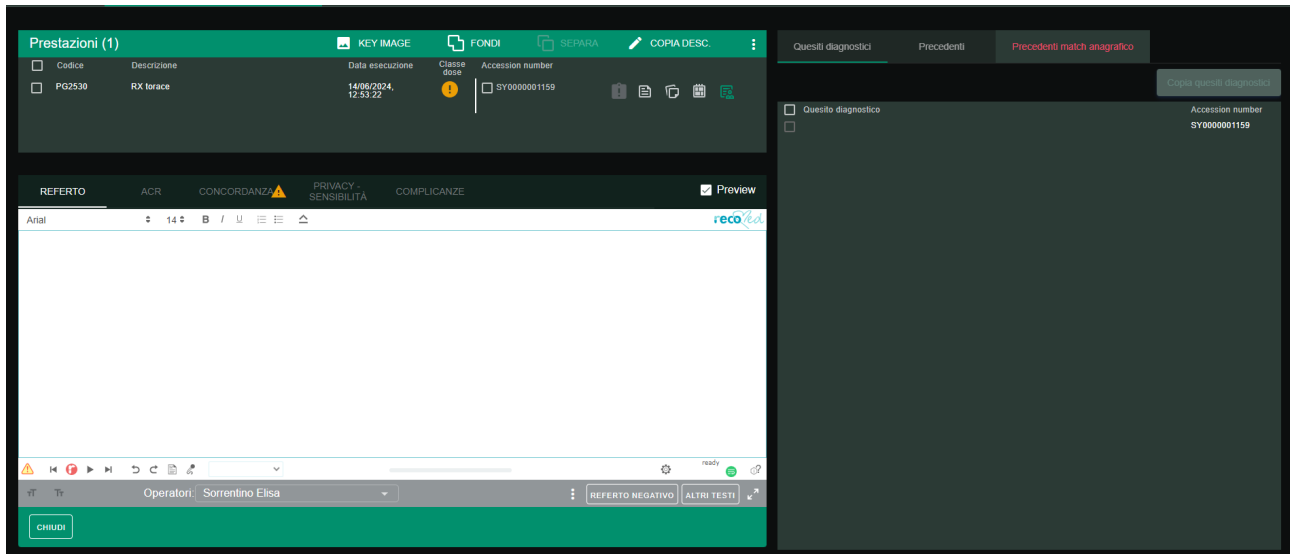 Prestazioni (1) KEY IMAGE FONDI SEPARA COPIA DESC.
Codice Descrizione Data esecuzione Classe dose Accession number
PG2530 RX torace 14/06/2024, 12:53:22 SY0000001159
REFERTO ACR CONCORDANZA PRIVACY - SENSIBILITÀ COMPLICANZE Preview
Arial 14 B I U recoMed
ready
Operatori: Sorrentino Elisa REFERTO NEGATIVO ALTRI TESTI
CHIUDI
Quesiti diagnostici Precedenti Precedenti match anagrafico
Copia quesiti diagnostici
Quesito diagnostico Accession number
SY0000001159